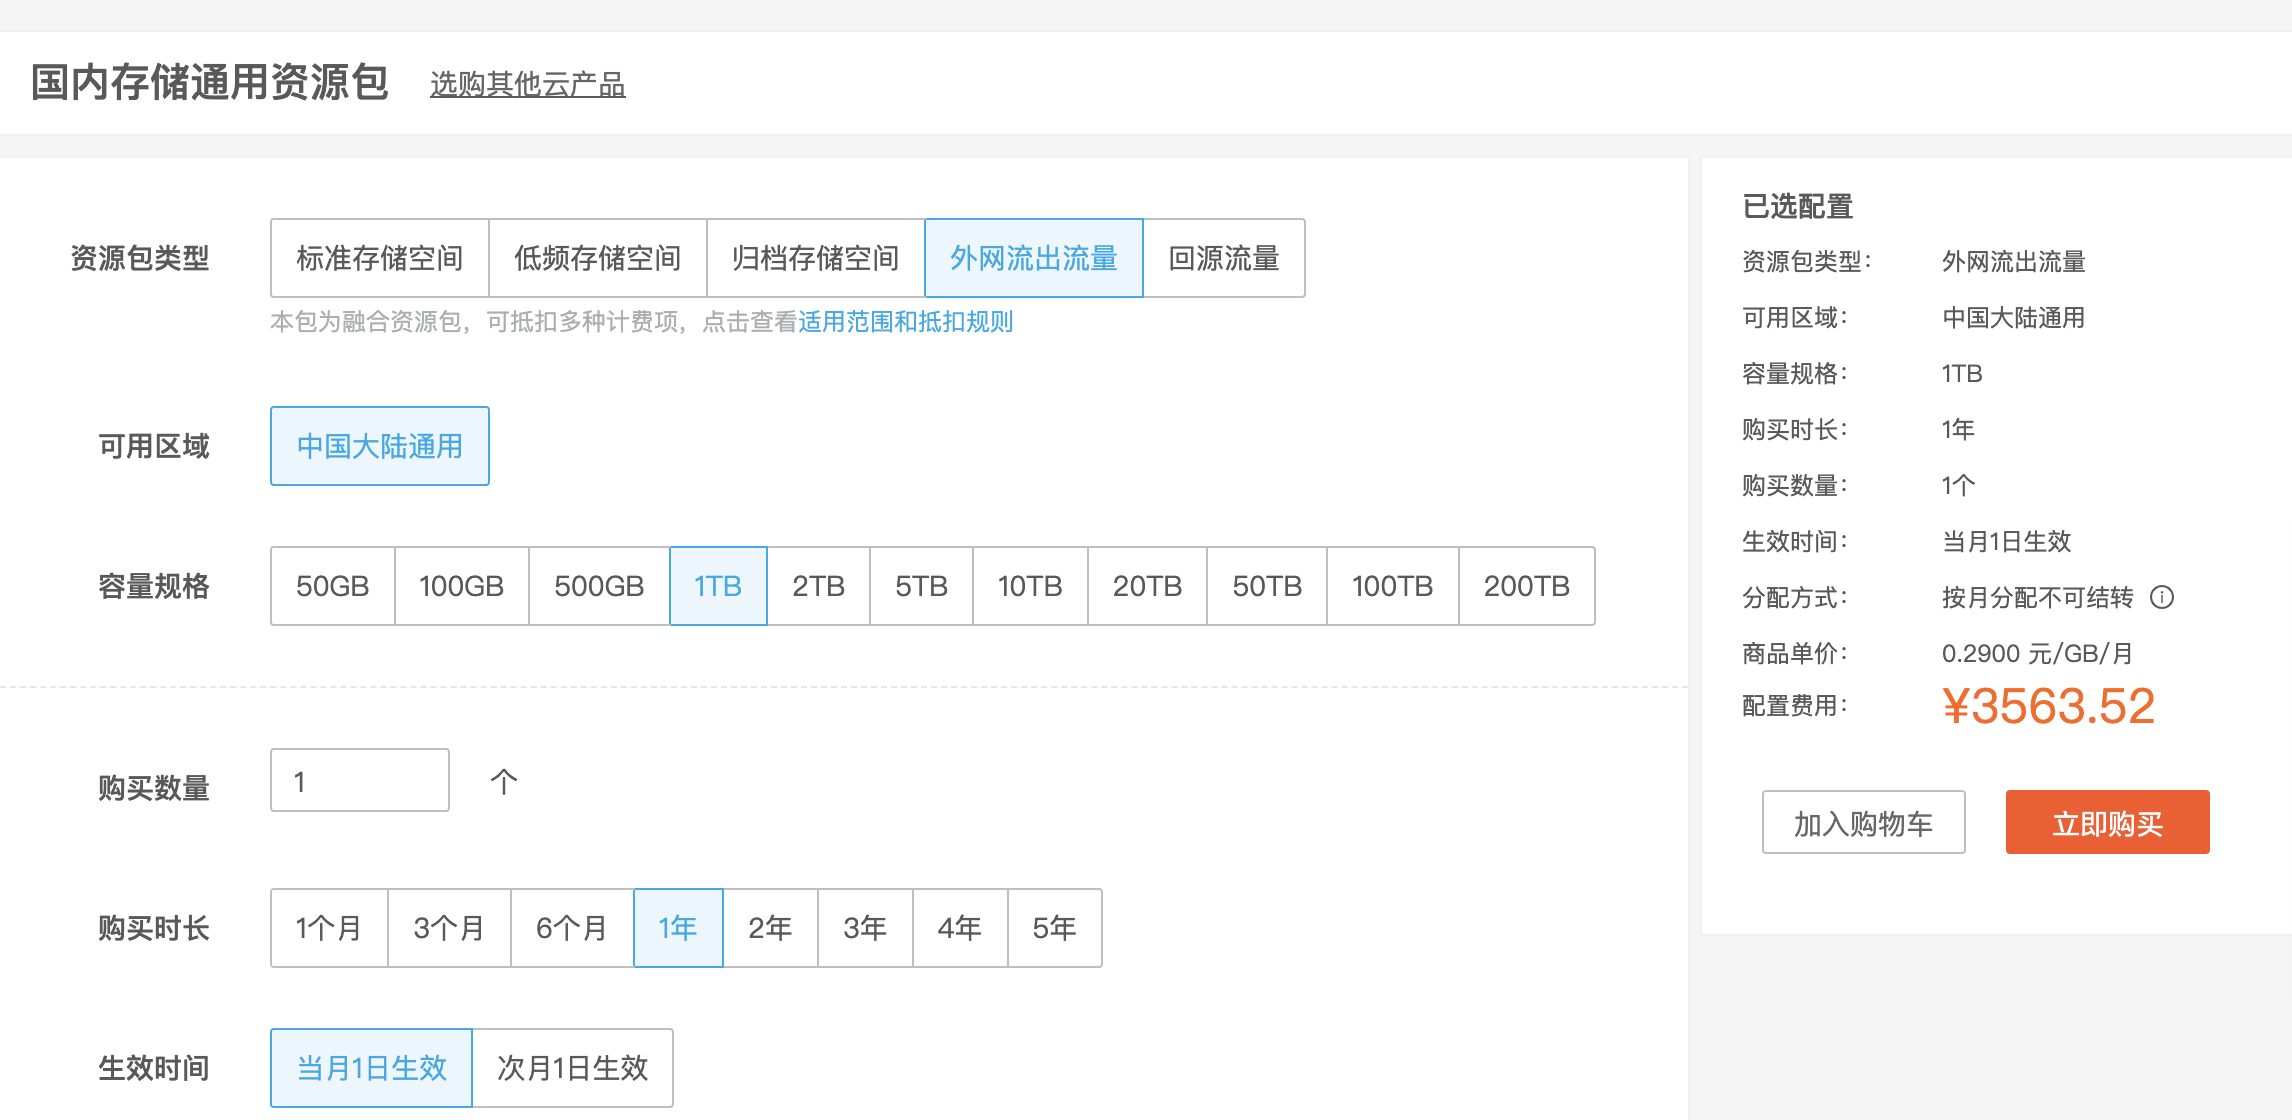 国内存储通用资源包 选购其他云产品
资源包类型 标准存储空间 低频存储空间 归档存储空间 外网流出流量 回源流量
本包为融合资源包，可抵扣多种计费项，点击查看适用范围和抵扣规则
可用区域 中国大陆通用
容量规格 50GB 100GB 500GB 1TB 2TB 5TB 10TB 20TB 50TB 100TB 200TB
购买数量 1 个
购买时长 1个月 3个月 6个月 1年 2年 3年 4年 5年
生效时间 当月1日生效 次月1日生效
已选配置
资源包类型： 外网流出流量
可用区域： 中国大陆通用
容量规格： 1TB
购买时长： 1年
购买数量： 1个
生效时间： 当月1日生效
分配方式： 按月分配不可结转
商品单价： 0.2900 元/GB/月
配置费用： ¥3563.52
加入购物车 立即购买